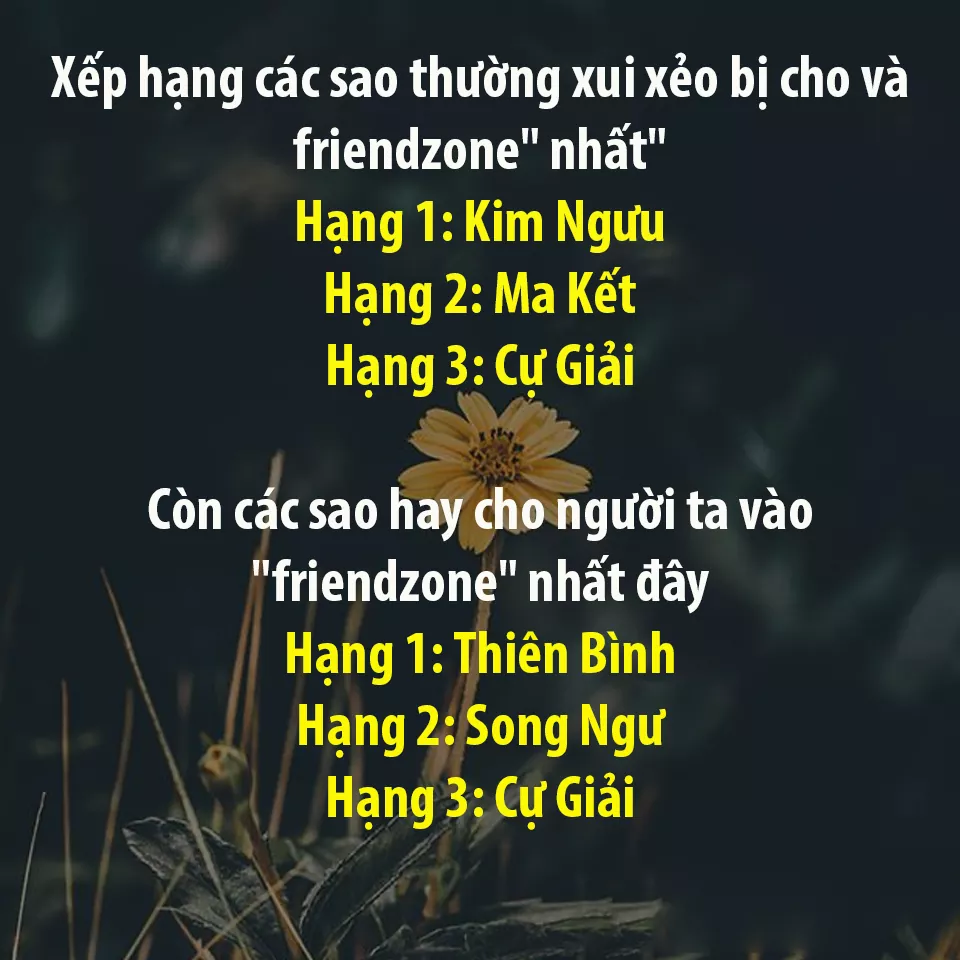 Xếp hạng các sao thường xui xẻo bị cho và
friendzone" nhất"
Hạng 1: Kim Ngưu
Hạng 2: Ma Kết
Hạng 3: Cự Giải
Còn các sao hay cho người ta vào
"friendzone" nhất đây
Hạng 1: Thiên Bình
Hạng 2: Song Ngư
Hạng 3: Cự Giải